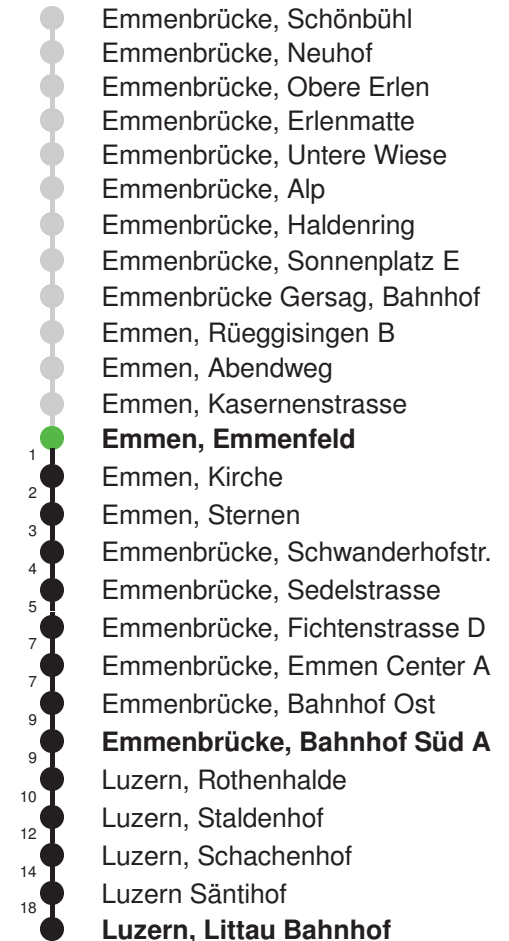 Emmenbrücke, Schönbühl
Emmenbrücke, Neuhof
Emmenbrücke, Obere Erlen
Emmenbrücke, Erlenmatte
Emmenbrücke, Untere Wiese
Emmenbrücke, Alp
Emmenbrücke, Haldenring
Emmenbrücke, Sonnenplatz E
Emmenbrücke Gersag, Bahnhof
Emmen, Rüeggisingen B
Emmen, Abendweg
Emmen, Kasernenstrasse
Emmen, Emmenfeld
1
Emmen, Kirche
2
Emmen, Sternen
3
Emmenbrücke, Schwanderhofstr.
4
Emmenbrücke, Sedelstrasse
5
Emmenbrücke, Fichtenstrasse D
7
Emmenbrücke, Emmen Center A
7
Emmenbrücke, Bahnhof Ost
9
Emmenbrücke, Bahnhof Süd A
9
Luzern, Rothenhalde
10
Luzern, Staldenhof
12
Luzern, Schachenhof
14
Luzern Säntihof
18
Luzern, Littau Bahnhof